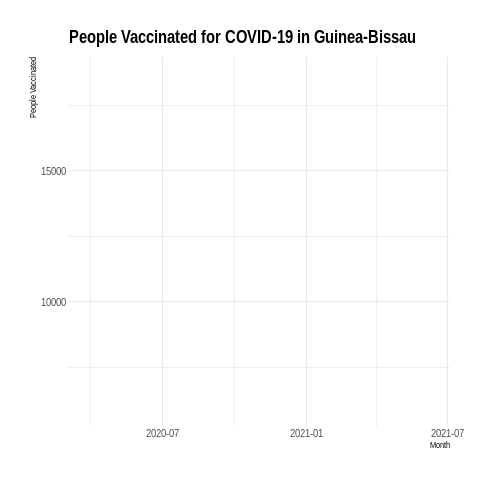 People Vaccinated for COVID-19 in Guinea-Bissau
People Vaccinated
15000
10000
2020-07
2021-01
2021-07
Month